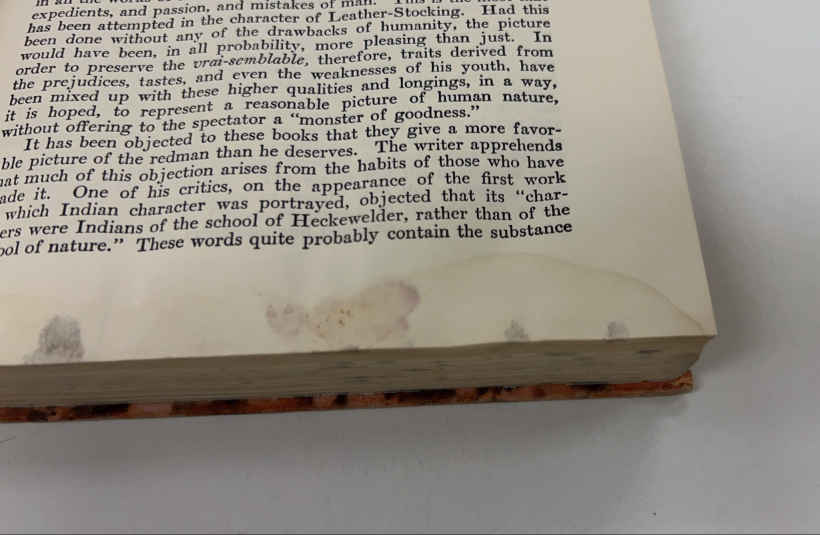 expedients, and passion, and mistakes of man. This is the
has been attempted in the character of Leather-Stocking. Had this
been done without any of the drawbacks of humanity, the picture
would have been, in all probability, more pleasing than just. In
order to preserve the vrai-semblable, therefore, traits derived from
the prejudices, tastes, and even the weaknesses of his youth, have
been mixed up with these higher qualities and longings, in a way,
it is hoped, to represent a reasonable picture of human nature,
without offering to the spectator a “monster of goodness.”
It has been objected to these books that they give a more favor-
ble picture of the redman than he deserves. The writer apprehends
hat much of this objection arises from the habits of those who have
ade it. One of his critics, on the appearance of the first work
which Indian character was portrayed, objected that its “char-
ers were Indians of the school of Heckewelder, rather than of the
ool of nature.” These words quite probably contain the substance